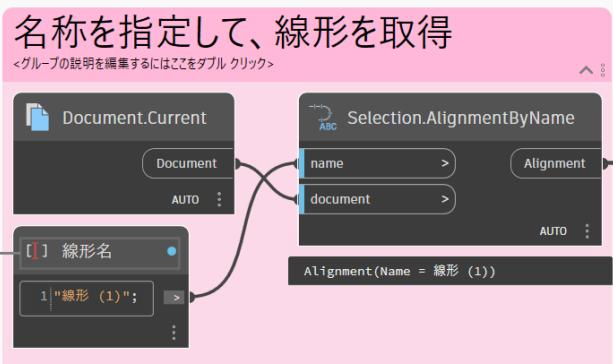 名称を指定して、線形を取得
<グループの説明を編集するにはここをダブル クリック>
Document.Current
Document
AUTO
Selection.AlignmentByName
ABC
name >
Alignment
document >
AUTO
Alignment(Name = 線形 (1))
[I] 線形名
1 "線形 (1)"; >